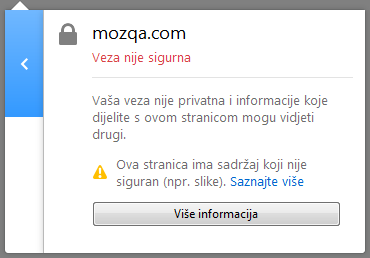 mozqa.com
Veza nije sigurna
Vaša veza nije privatna i informacije koje
dijelite s ovom stranicom mogu vidjeti
drugi.
Ova stranica ima sadržaj koji nije
siguran (npr. slike). Saznajte više
Više informacija